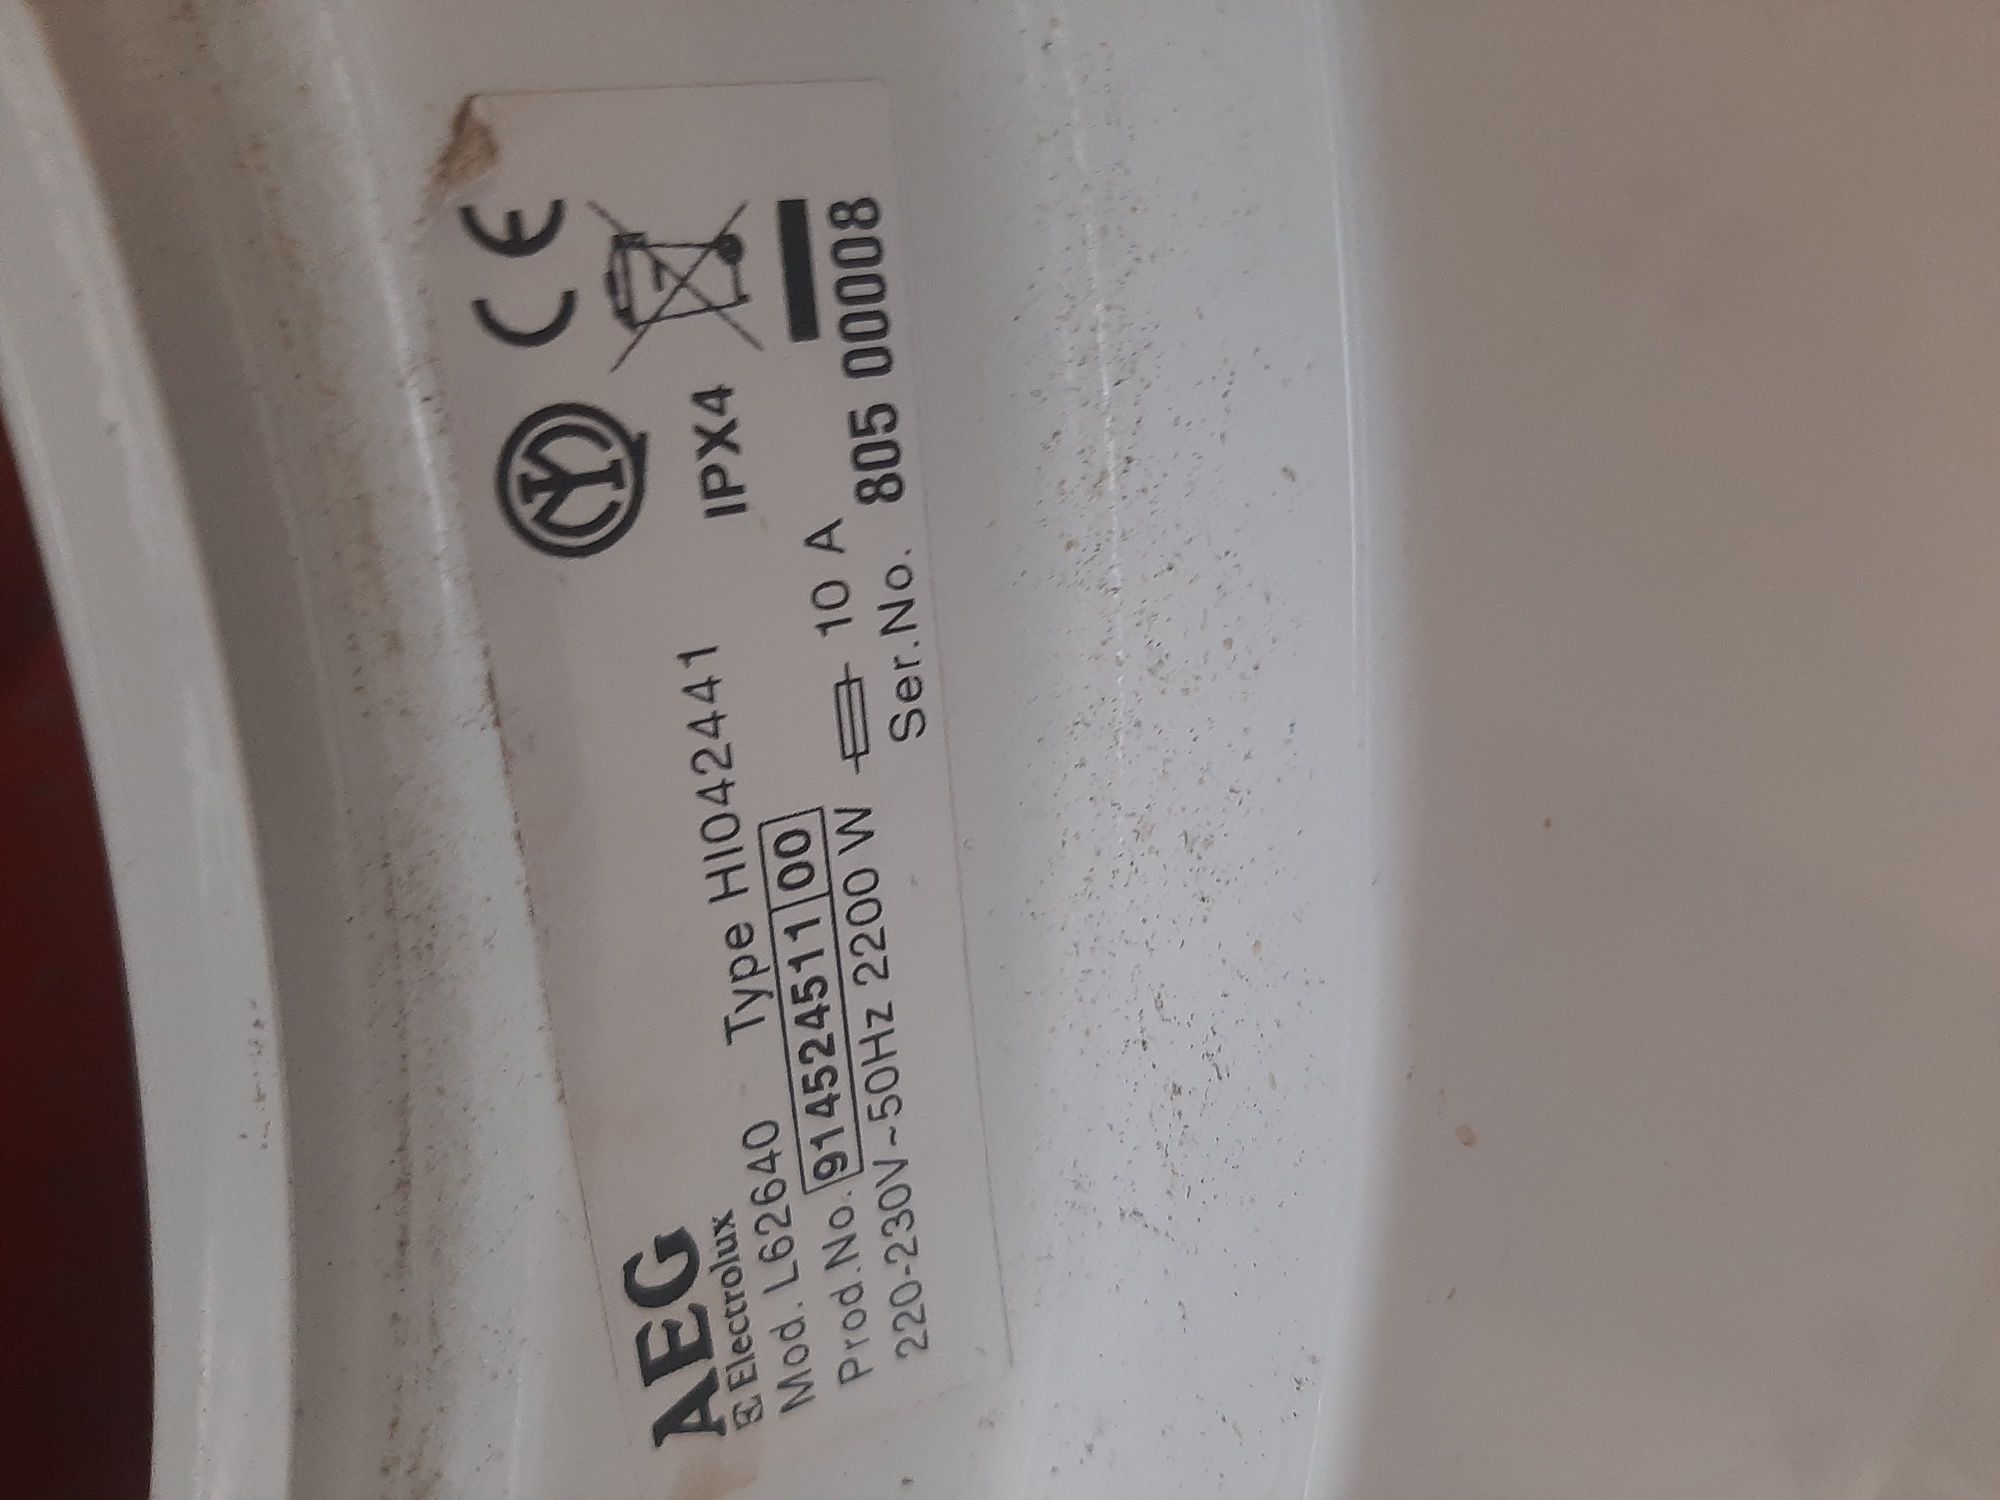 AEG
Electrolux
Mod. L62640 Type HI042441
Prod.No. 914524511 00 IPX4
220-230V~50Hz 2200 W 10 A
Ser.No. 805 00008
CE